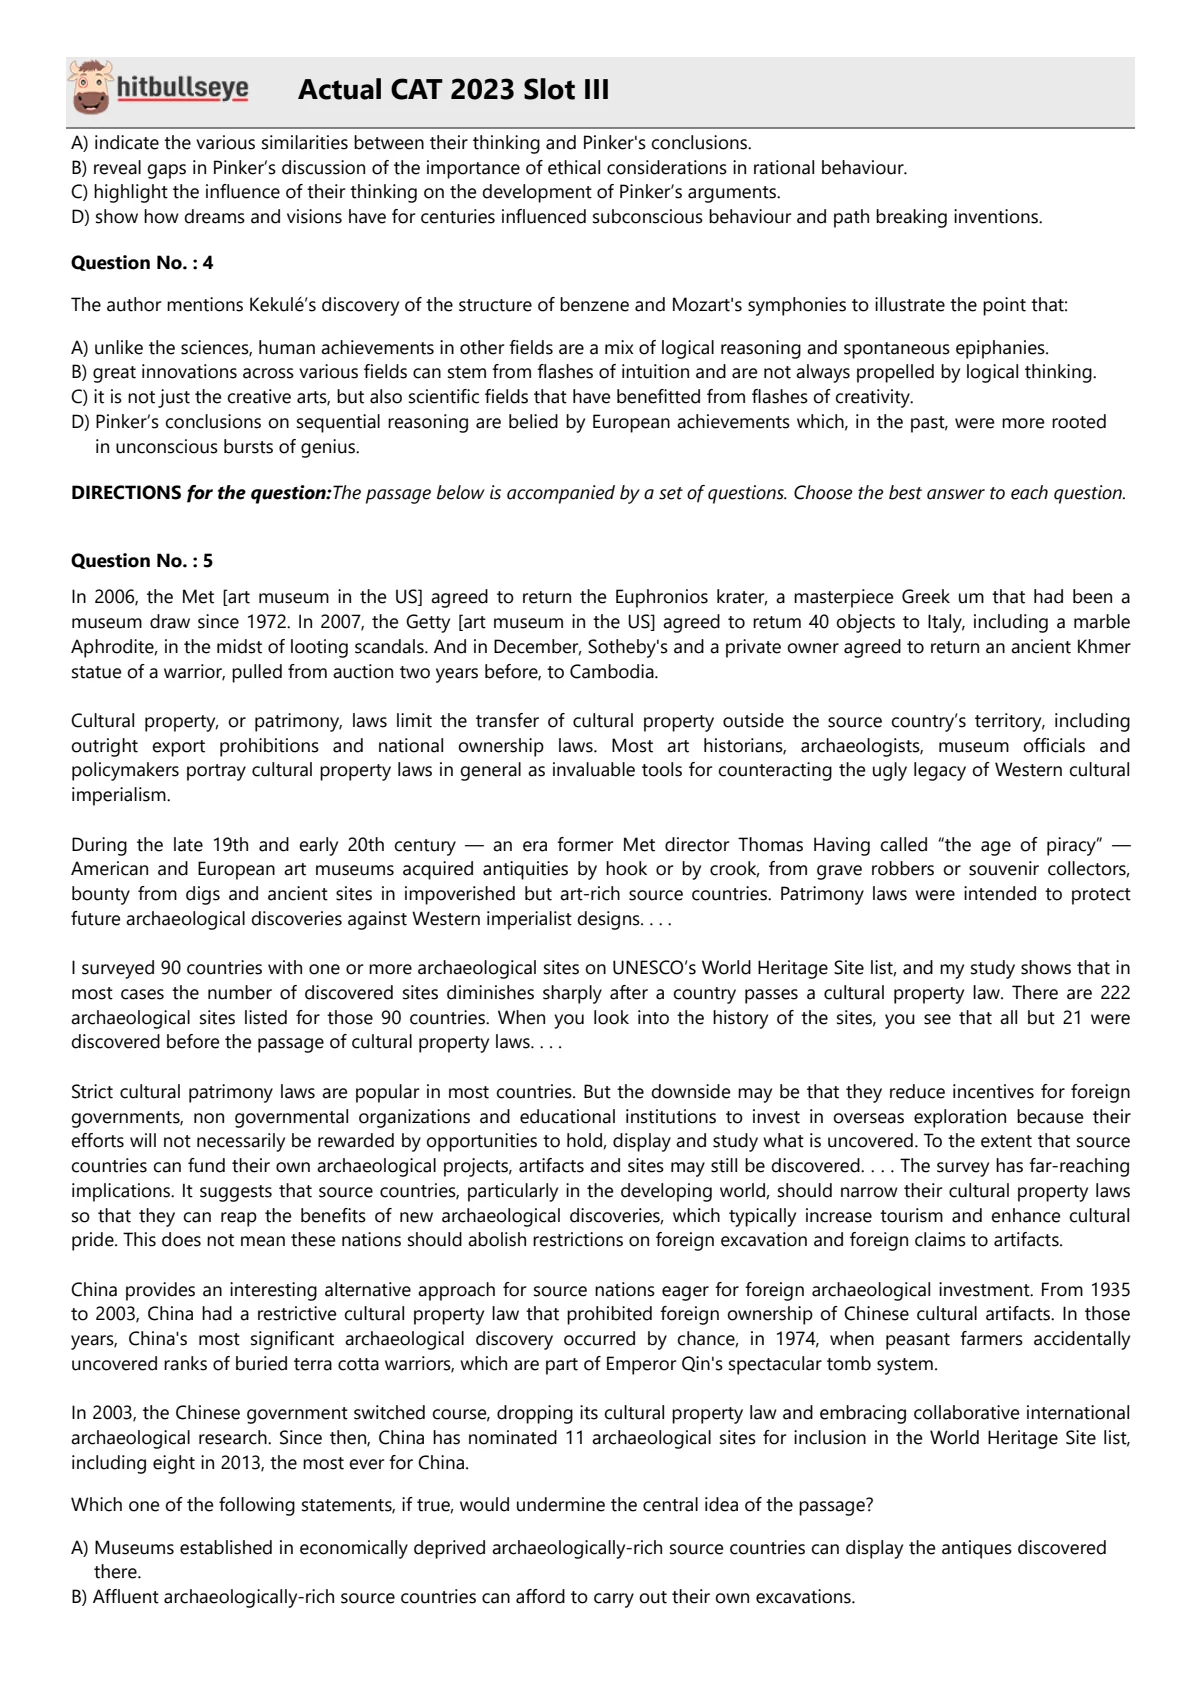 hitbullseye
Actual CAT 2023 Slot III
A) indicate the various similarities between their thinking and Pinker's conclusions.
B) reveal gaps in Pinker’s discussion of the importance of ethical considerations in rational behaviour.
C) highlight the influence of their thinking on the development of Pinker’s arguments.
D) show how dreams and visions have for centuries influenced subconscious behaviour and path breaking inventions.
Question No. : 4
The author mentions Kekulé’s discovery of the structure of benzene and Mozart's symphonies to illustrate the point that:
A) unlike the sciences, human achievements in other fields are a mix of logical reasoning and spontaneous epiphanies.
B) great innovations across various fields can stem from flashes of intuition and are not always propelled by logical thinking.
C) it is not just the creative arts, but also scientific fields that have benefitted from flashes of creativity.
D) Pinker’s conclusions on sequential reasoning are belied by European achievements which, in the past, were more rooted
in unconscious bursts of genius.
DIRECTIONS for the question:The passage below is accompanied by a set of questions. Choose the best answer to each question.
Question No. : 5
In 2006, the Met [art museum in the US] agreed to return the Euphronios krater, a masterpiece Greek um that had been a
museum draw since 1972. In 2007, the Getty [art museum in the US] agreed to retum 40 objects to Italy, including a marble
Aphrodite, in the midst of looting scandals. And in December, Sotheby's and a private owner agreed to return an ancient Khmer
statue of a warrior, pulled from auction two years before, to Cambodia.
Cultural property, or patrimony, laws limit the transfer of cultural property outside the source country’s territory, including
outright export prohibitions and national ownership laws. Most art historians, archaeologists, museum officials and
policymakers portray cultural property laws in general as invaluable tools for counteracting the ugly legacy of Western cultural
imperialism.
During the late 19th and early 20th century — an era former Met director Thomas Having called “the age of piracy” —
American and European art museums acquired antiquities by hook or by crook, from grave robbers or souvenir collectors,
bounty from digs and ancient sites in impoverished but art-rich source countries. Patrimony laws were intended to protect
future archaeological discoveries against Western imperialist designs. . . .
I surveyed 90 countries with one or more archaeological sites on UNESCO’s World Heritage Site list, and my study shows that in
most cases the number of discovered sites diminishes sharply after a country passes a cultural property law. There are 222
archaeological sites listed for those 90 countries. When you look into the history of the sites, you see that all but 21 were
discovered before the passage of cultural property laws. . . .
Strict cultural patrimony laws are popular in most countries. But the downside may be that they reduce incentives for foreign
governments, non governmental organizations and educational institutions to invest in overseas exploration because their
efforts will not necessarily be rewarded by opportunities to hold, display and study what is uncovered. To the extent that source
countries can fund their own archaeological projects, artifacts and sites may still be discovered. . . . The survey has far-reaching
implications. It suggests that source countries, particularly in the developing world, should narrow their cultural property laws
so that they can reap the benefits of new archaeological discoveries, which typically increase tourism and enhance cultural
pride. This does not mean these nations should abolish restrictions on foreign excavation and foreign claims to artifacts.
China provides an interesting alternative approach for source nations eager for foreign archaeological investment. From 1935
to 2003, China had a restrictive cultural property law that prohibited foreign ownership of Chinese cultural artifacts. In those
years, China's most significant archaeological discovery occurred by chance, in 1974, when peasant farmers accidentally
uncovered ranks of buried terra cotta warriors, which are part of Emperor Qin's spectacular tomb system.
In 2003, the Chinese government switched course, dropping its cultural property law and embracing collaborative international
archaeological research. Since then, China has nominated 11 archaeological sites for inclusion in the World Heritage Site list,
including eight in 2013, the most ever for China.
Which one of the following statements, if true, would undermine the central idea of the passage?
A) Museums established in economically deprived archaeologically-rich source countries can display the antiques discovered
there.
B) Affluent archaeologically-rich source countries can afford to carry out their own excavations.